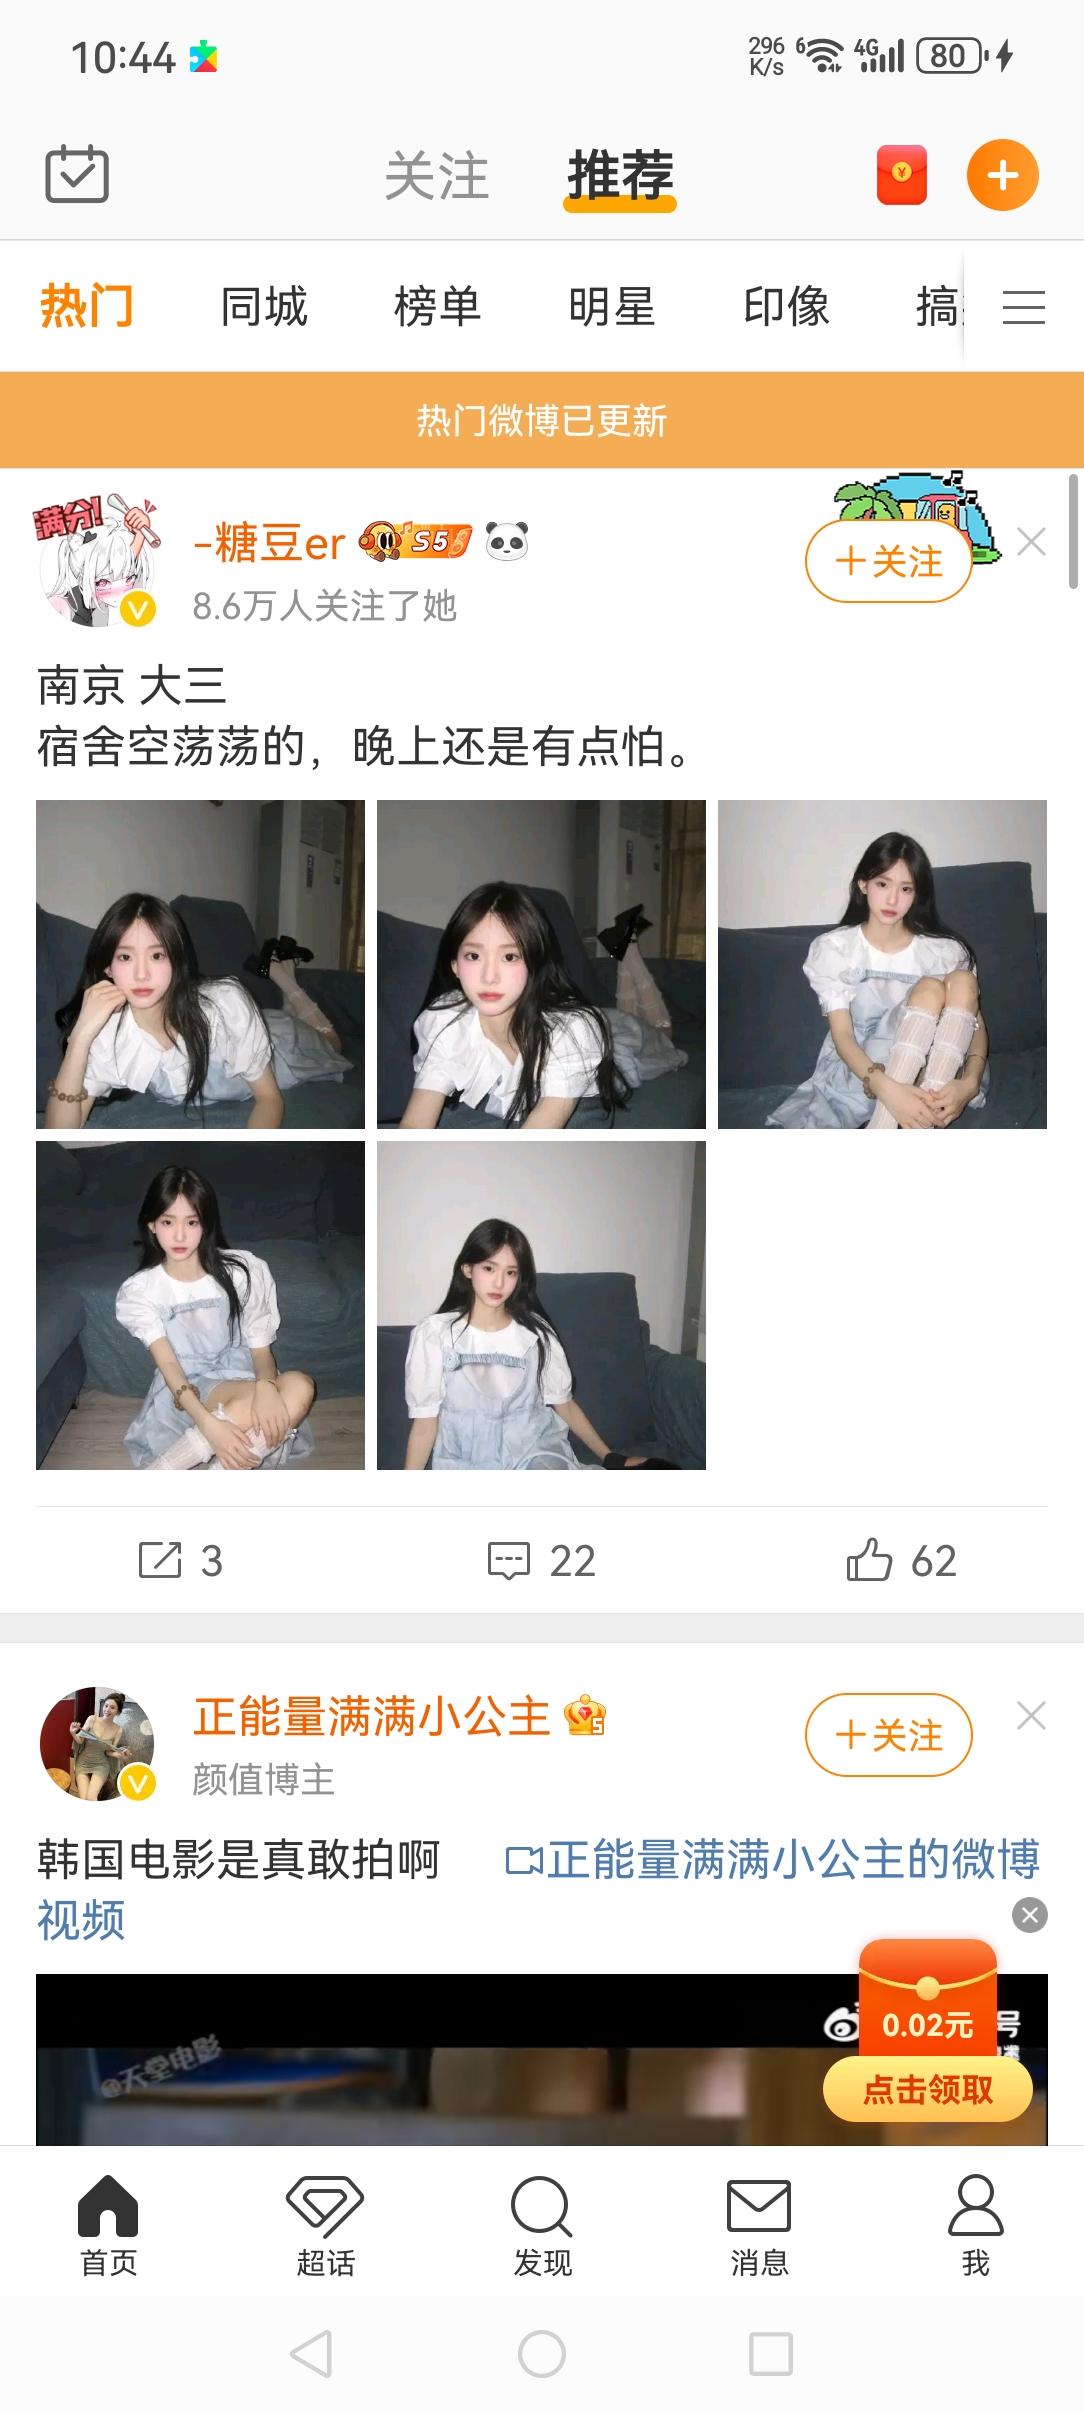 10:44
296 K/s
6
4G
80
关注 推荐
热门 同城 榜单 明星 印像 搞
热门微博已更新
满分!
-糖豆er S5
8.6万人关注了她
+关注
南京 大三
宿舍空荡荡的，晚上还是有点怕。
3 22 62
正能量满满小公主 5
颜值博主
+关注
韩国电影是真敢拍啊 正能量满满小公主的微博
视频
@天堂电影
号
0.02元
点击领取
首页 超话 发现 消息 我